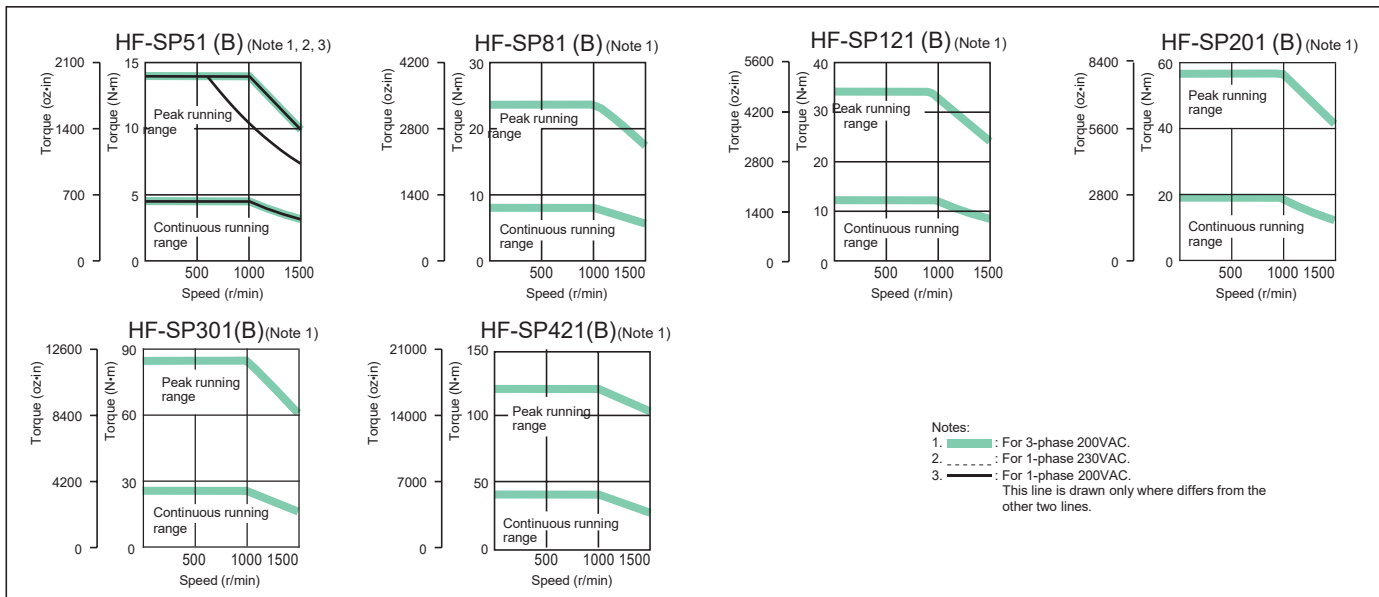 HF-SP51 (B) (Note 1, 2, 3)
Torque (oz•in)
2100
1400
700
0
Torque (N•m)
15
10
5
0
Peak running
range
Continuous running
range
500 1000 1500
Speed (r/min)
HF-SP81 (B) (Note 1)
Torque (oz•in)
4200
2800
1400
0
Torque (N•m)
30
20
10
0
Peak running
range
Continuous running
range
500 1000 1500
Speed (r/min)
HF-SP121 (B) (Note 1)
Torque (oz•in)
5600
4200
2800
1400
0
Torque (N•m)
40
30
20
10
0
Peak running
range
Continuous running
range
500 1000 1500
Speed (r/min)
HF-SP201 (B) (Note 1)
Torque (oz•in)
8400
5600
2800
0
Torque (N•m)
60
40
20
0
Peak running
range
Continuous running
range
500 1000 1500
Speed (r/min)
HF-SP301(B)(Note 1)
Torque (oz•in)
12600
8400
4200
0
Torque (N•m)
90
60
30
0
Peak running
range
Continuous running
range
500 1000 1500
Speed (r/min)
HF-SP421(B)(Note 1)
Torque (oz•in)
21000
14000
7000
0
Torque (N•m)
150
100
50
0
Peak running
range
Continuous running
range
500 1000 1500
Speed (r/min)
Notes:
1. : For 3-phase 200VAC.
2. : For 1-phase 230VAC.
3. : For 1-phase 200VAC.
This line is drawn only where differs from the
other two lines.